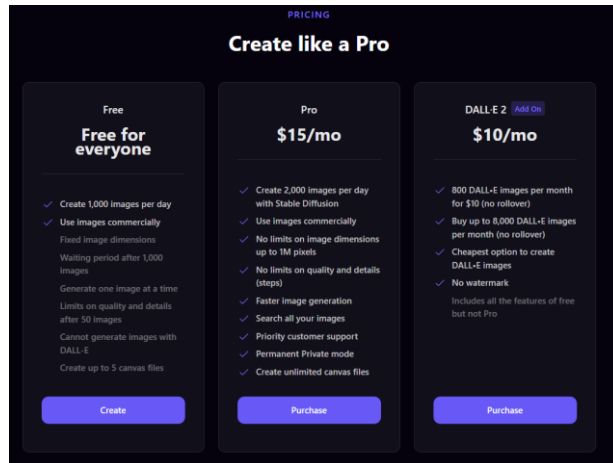 PRICING
Create like a Pro
Free
Free for
everyone
Create 1,000 images per day
Use images commercially
Fixed image dimensions
Waiting period after 1,000
images
Generate one image at a time
Limits on quality and details
after 50 images
Cannot generate images with
DALL-E
Create up to 5 canvas files
Create
Pro
$15/mo
Create 2,000 images per day
with Stable Diffusion
Use images commercially
No limits on image dimensions
up to 1M pixels
No limits on quality and details
(steps)
Faster image generation
Search all your images
Priority customer support
Permanent Private mode
Create unlimited canvas files
Purchase
DALL·E 2 Add On
$10/mo
800 DALL•E images per month
for $10 (no rollover)
Buy up to 8,000 DALL•E images
per month (no rollover)
Cheapest option to create
DALL•E images
No watermark
Includes all the features of free
but not Pro
Purchase